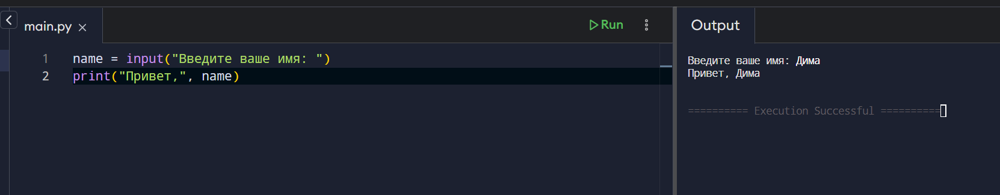 main.py ×
Run
Output
1 name = input("Введите ваше имя: ")
2 print("Привет,", name)
Введите ваше имя: Дима
Привет, Дима
========== Execution Successful ==========